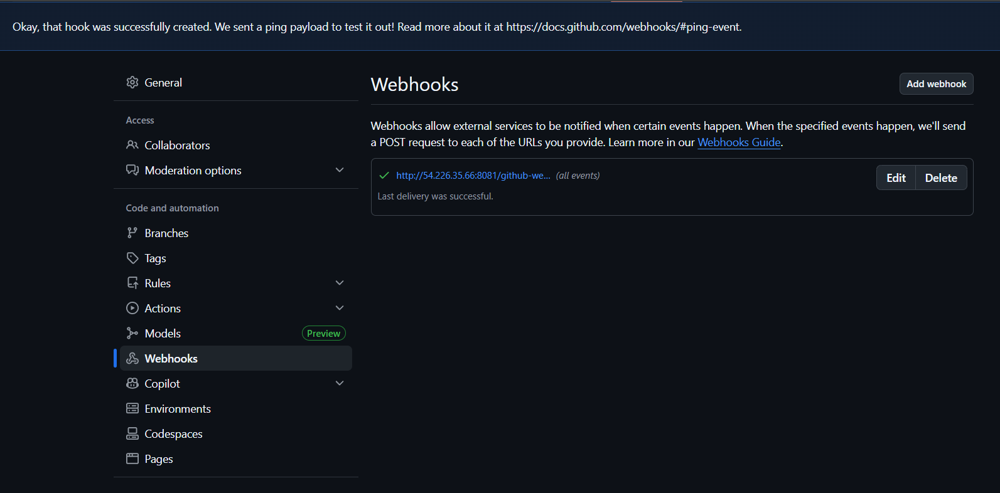 Okay, that hook was successfully created. We sent a ping payload to test it out! Read more about it at https://docs.github.com/webhooks/#ping-event.
General
Access
Collaborators
Moderation options
Code and automation
Branches
Tags
Rules
Actions
Models Preview
Webhooks
Copilot
Environments
Codespaces
Pages
Webhooks
Add webhook
Webhooks allow external services to be notified when certain events happen. When the specified events happen, we'll send
a POST request to each of the URLs you provide. Learn more in our Webhooks Guide.
http://54.226.35.66:8081/github-we... (all events)
Edit Delete
Last delivery was successful.